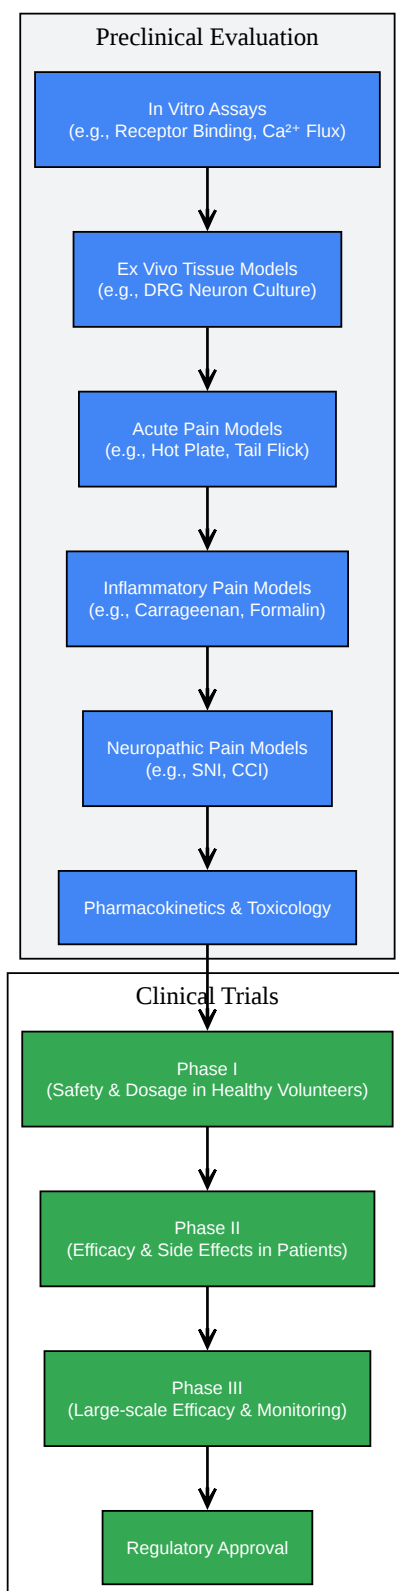 Preclinical Evaluation
In Vitro Assays
(e.g., Receptor Binding, Ca²⁺ Flux)
Ex Vivo Tissue Models
(e.g., DRG Neuron Culture)
Acute Pain Models
(e.g., Hot Plate, Tail Flick)
Inflammatory Pain Models
(e.g., Carrageenan, Formalin)
Neuropathic Pain Models
(e.g., SNI, CCI)
Pharmacokinetics & Toxicology
Clinical Trials
Phase I
(Safety & Dosage in Healthy Volunteers)
Phase II
(Efficacy & Side Effects in Patients)
Phase III
(Large-scale Efficacy & Monitoring)
Regulatory Approval